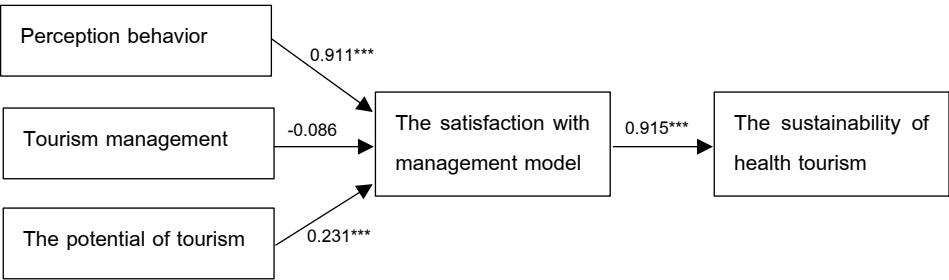 Perception behavior
0.911***
Tourism management
-0.086
The potential of tourism
0.231***
The satisfaction with
management model
0.915***
The sustainability of
health tourism